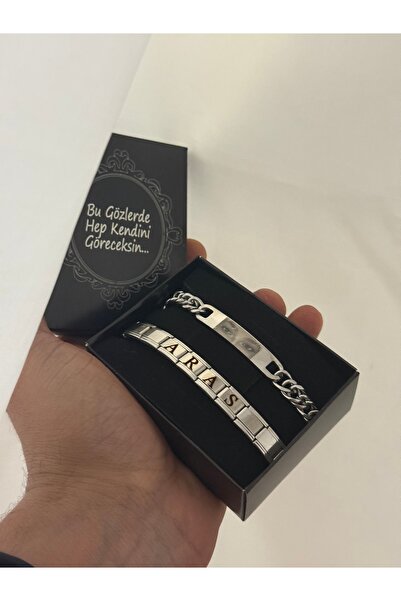 Bu Gözlerde
Hep Kendini
Göreceksin...
ARAS